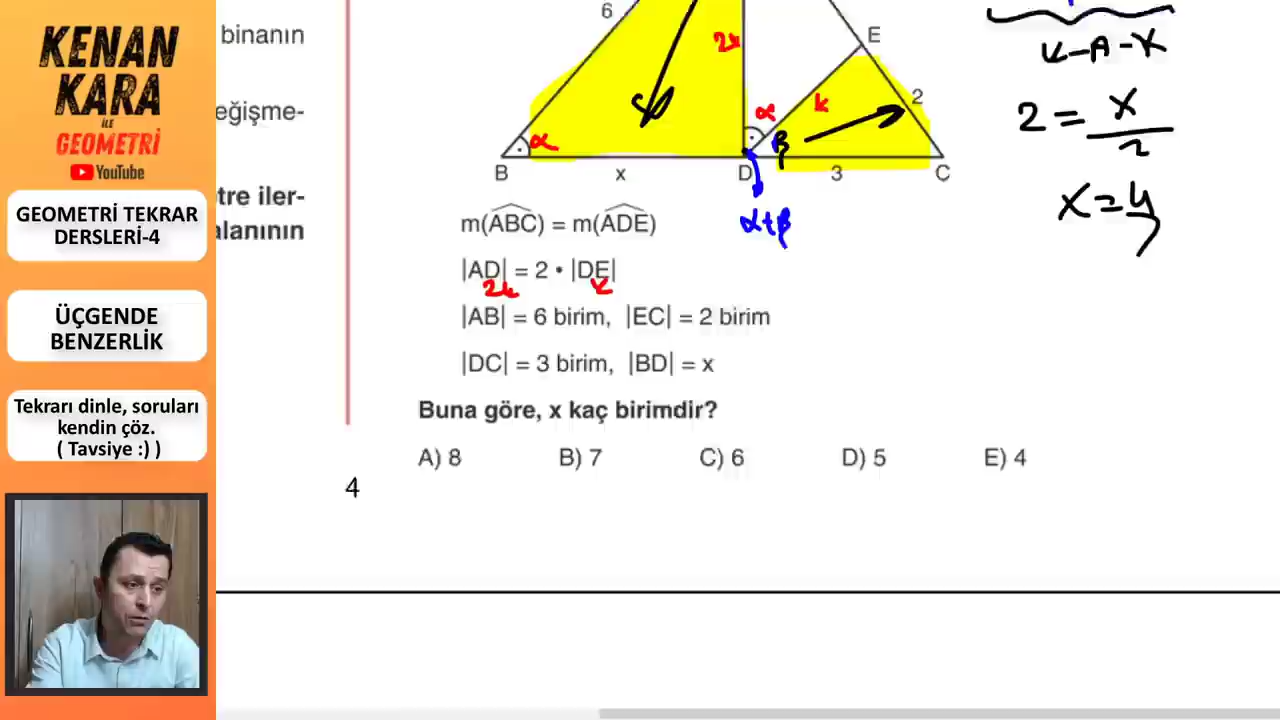 KENAN
KARA
İLE
GEOMETRİ
YouTube
GEOMETRİ TEKRAR
DERSLERİ-4
ÜÇGENDE
BENZERLİK
Tekrarı dinle, soruları
kendin çöz.
( Tavsiye :) )
binanın
eğişme-
tre iler-
alanının
6
2k
E
α
k
2
α
β
B
x
D
3
C
α+β
m(ABC) = m(ADE)
|AD| = 2 • |DE|
2k k
|AB| = 6 birim, |EC| = 2 birim
|DC| = 3 birim, |BD| = x
Buna göre, x kaç birimdir?
A) 8 B) 7 C) 6 D) 5 E) 4
4
K-A-K
2 = x/2
x = 4